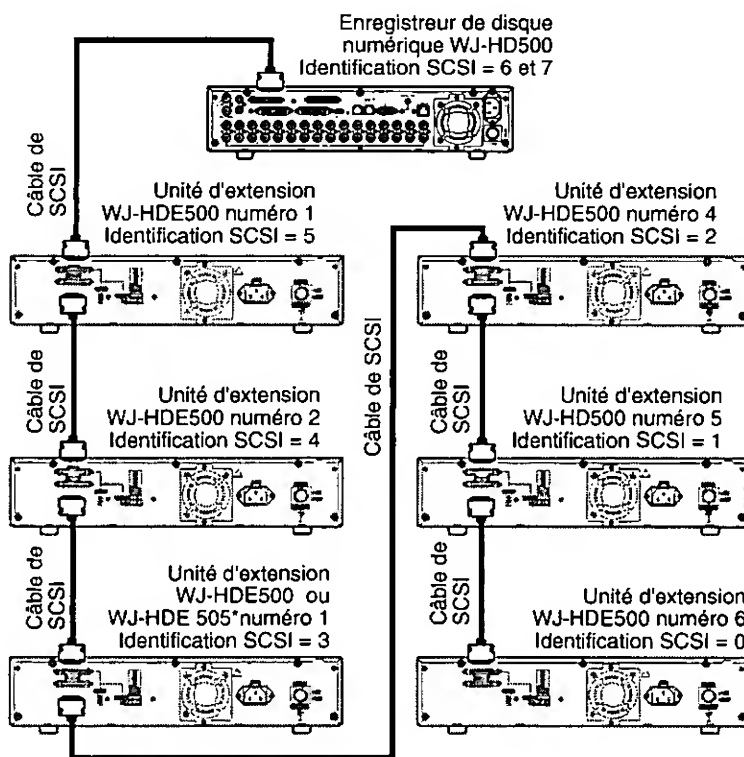 Enregistreur de disque
numérique WJ-HD500
Identification SCSI = 6 et 7
Câble de
SCSI
Unité d'extension
WJ-HDE500 numéro 1
Identification SCSI = 5
Câble de
SCSI
Unité d'extension
WJ-HDE500 numéro 2
Identification SCSI = 4
Câble de
SCSI
Unité d'extension
WJ-HDE500 ou
WJ-HDE 505*numéro 1
Identification SCSI = 3
Câble de SCSI
Unité d'extension
WJ-HDE500 numéro 4
Identification SCSI = 2
Câble de
SCSI
Unité d'extension
WJ-HD500 numéro 5
Identification SCSI = 1
Câble de
SCSI
Unité d'extension
WJ-HDE500 numéro 6
Identification SCSI = 0